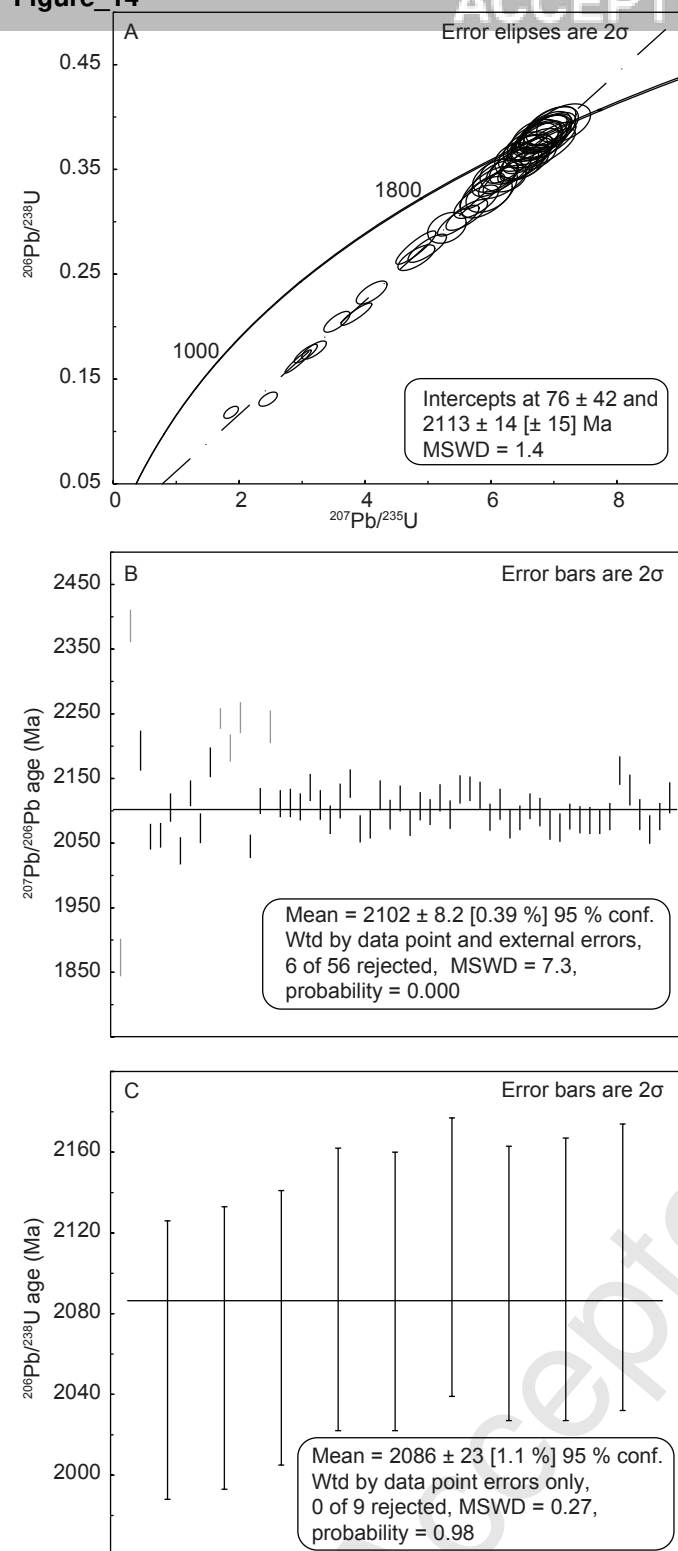 Figure_14
ACCEPT
A
Error elipses are 2σ
0.45
0.35
0.25
0.15
0.05
²⁰⁶Pb/²³⁸U
1800
1000
Intercepts at 76 ± 42 and
2113 ± 14 [± 15] Ma
MSWD = 1.4
0 2 4 6 8
²⁰⁷Pb/²³⁵U
B
Error bars are 2σ
2450
2350
2250
2150
2050
1950
1850
²⁰⁷Pb/²⁰⁶Pb age (Ma)
Mean = 2102 ± 8.2 [0.39 %] 95 % conf.
Wtd by data point and external errors,
6 of 56 rejected, MSWD = 7.3,
probability = 0.000
C
Error bars are 2σ
2160
2120
2080
2040
2000
²⁰⁶Pb/²³⁸U age (Ma)
Mean = 2086 ± 23 [1.1 %] 95 % conf.
Wtd by data point errors only,
0 of 9 rejected, MSWD = 0.27,
probability = 0.98
Accepte